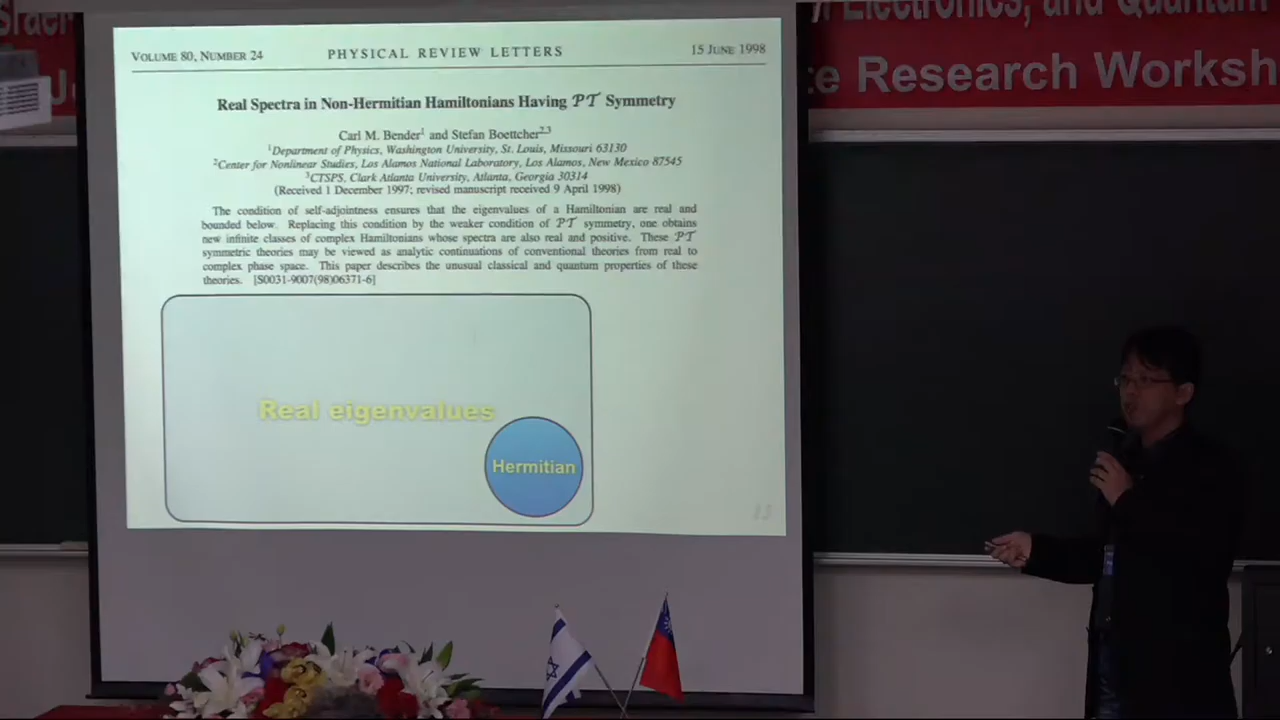 Israel
Electronics, and Quantum
J
te Research Worksh
VOLUME 80, NUMBER 24 PHYSICAL REVIEW LETTERS 15 JUNE 1998
Real Spectra in Non-Hermitian Hamiltonians Having PT Symmetry
Carl M. Bender1 and Stefan Boettcher2,3
1Department of Physics, Washington University, St. Louis, Missouri 63130
2Center for Nonlinear Studies, Los Alamos National Laboratory, Los Alamos, New Mexico 87545
3CTSPS, Clark Atlanta University, Atlanta, Georgia 30314
(Received 1 December 1997; revised manuscript received 9 April 1998)
The condition of self-adjointness ensures that the eigenvalues of a Hamiltonian are real and
bounded below. Replacing this condition by the weaker condition of PT symmetry, one obtains
new infinite classes of complex Hamiltonians whose spectra are also real and positive. These PT
symmetric theories may be viewed as analytic continuations of conventional theories from real to
complex phase space. This paper describes the unusual classical and quantum properties of these
theories. [S0031-9007(98)06371-6]
Real eigenvalues
Hermitian
15